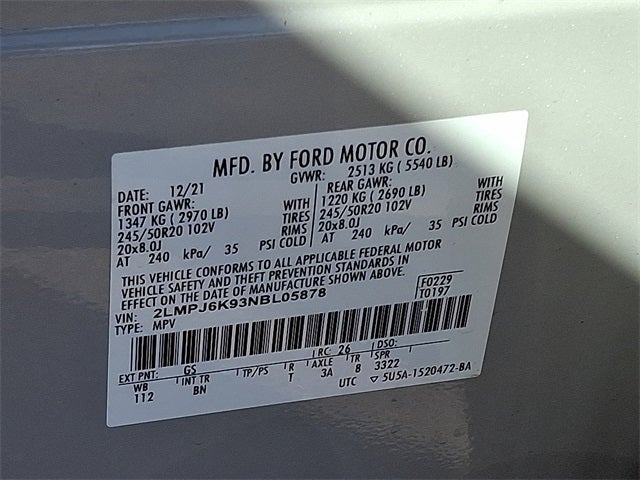 MFD. BY FORD MOTOR CO.
DATE: 12/21 GVWR: 2513 KG ( 5540 LB)
FRONT GAWR: WITH REAR GAWR: WITH
1347 KG ( 2970 LB) TIRES 1220 KG ( 2690 LB) TIRES
245/50R20 102V RIMS 245/50R20 102V RIMS
20x8.0J 20x8.0J
AT 240 kPa/ 35 PSI COLD AT 240 kPa/ 35 PSI COLD
THIS VEHICLE CONFORMS TO ALL APPLICABLE FEDERAL MOTOR
VEHICLE SAFETY AND THEFT PREVENTION STANDARDS IN
EFFECT ON THE DATE OF MANUFACTURE SHOWN ABOVE.
F0229
VIN: 2LMPJ6K93NBL05878 T0197
TYPE: MPV
EXT PNT: GS RC: 26 DSO:
WB INT TR TP/PS R AXLE TR SPR
112 BN T 3A 8 3322
UTC ▽ 5U5A-1520472-BA